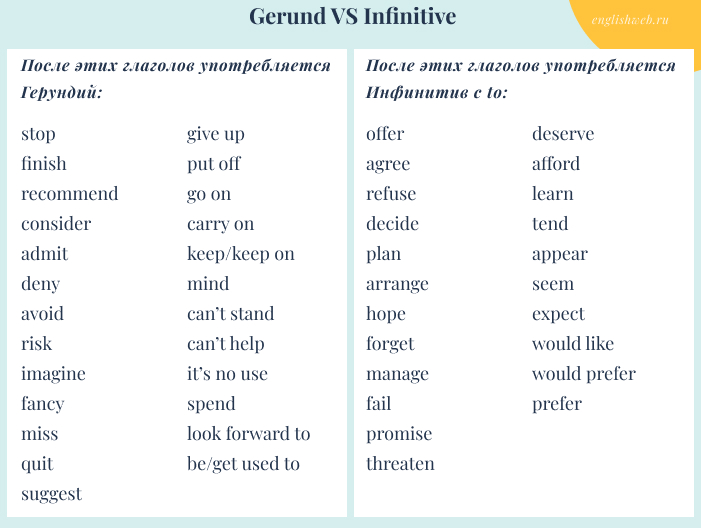 Gerund VS Infinitive
englishweb.ru
После этих глаголов употребляется
Герундий:
stop
finish
recommend
consider
admit
deny
avoid
risk
imagine
fancy
miss
quit
suggest
give up
put off
go on
carry on
keep/keep on
mind
can’t stand
can’t help
it’s no use
spend
look forward to
be/get used to
После этих глаголов употребляется
Инфинитив с to:
offer
agree
refuse
decide
plan
arrange
hope
forget
manage
fail
promise
threaten
deserve
afford
learn
tend
appear
seem
expect
would like
would prefer
prefer